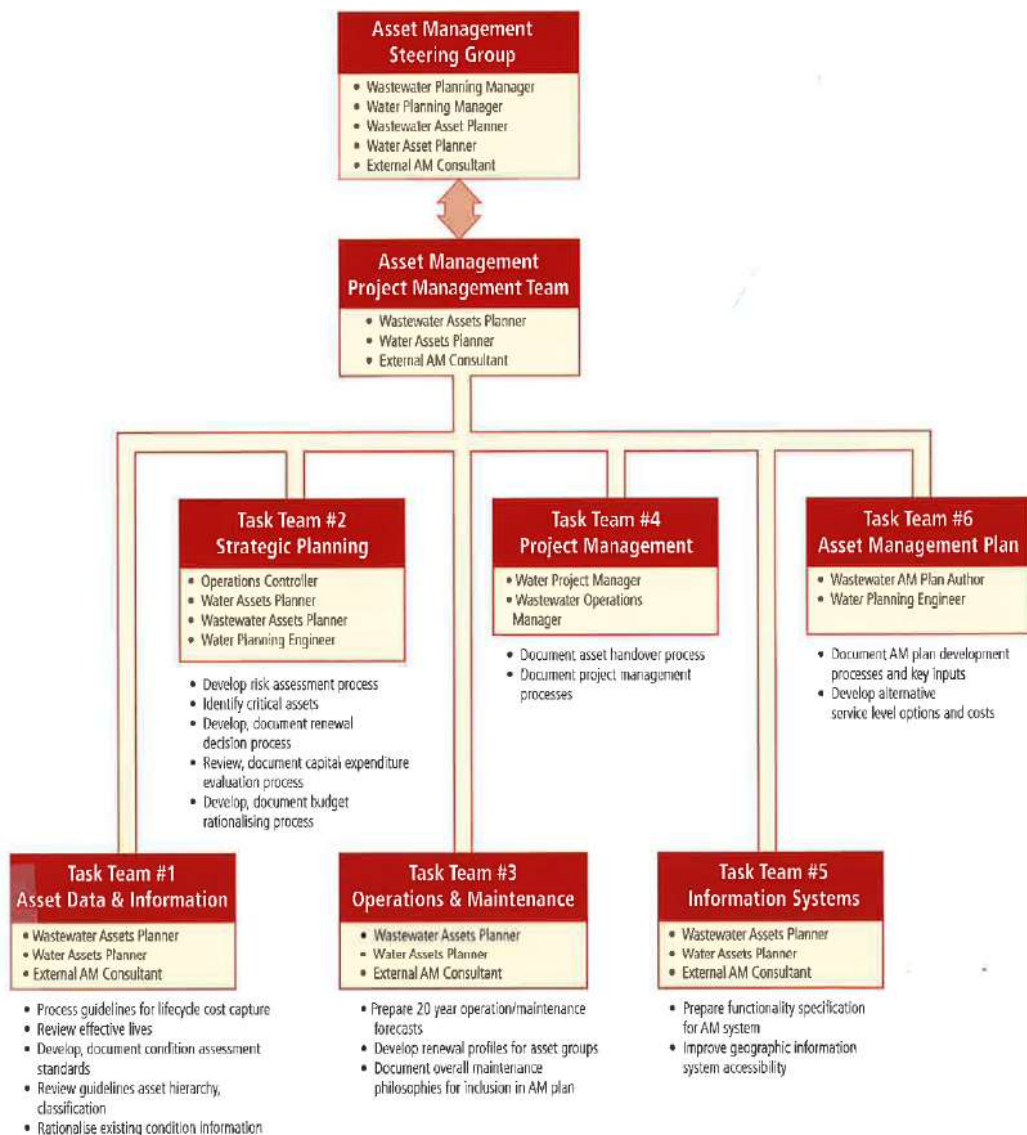 Asset Management
Steering Group
• Wastewater Planning Manager
• Water Planning Manager
• Wastewater Asset Planner
• Water Asset Planner
• External AM Consultant
Asset Management
Project Management Team
• Wastewater Assets Planner
• Water Assets Planner
• External AM Consultant
Task Team #2
Strategic Planning
• Operations Controller
• Water Assets Planner
• Wastewater Assets Planner
• Water Planning Engineer
• Develop risk assessment process
• Identify critical assets
• Develop, document renewal
decision process
• Review, document capital expenditure
evaluation process
• Develop, document budget
rationalising process
Task Team #4
Project Management
• Water Project Manager
• Wastewater Operations
Manager
• Document asset handover process
• Document project management
processes
Task Team #6
Asset Management Plan
• Wastewater AM Plan Author
• Water Planning Engineer
• Document AM plan development
processes and key inputs
• Develop alternative
service level options and costs
Task Team #1
Asset Data & Information
• Wastewater Assets Planner
• Water Assets Planner
• External AM Consultant
• Process guidelines for lifecycle cost capture
• Review effective lives
• Develop, document condition assessment
standards
• Review guidelines asset hierarchy,
classification
• Rationalise existing condition information
Task Team #3
Operations & Maintenance
• Wastewater Assets Planner
• Water Assets Planner
• External AM Consultant
• Prepare 20 year operation/maintenance
forecasts
• Develop renewal profiles for asset groups
• Document overall maintenance
philosophies for inclusion in AM plan
Task Team #5
Information Systems
• Wastewater Assets Planner
• Water Assets Planner
• External AM Consultant
• Prepare functionality specification
for AM system
• Improve geographic information
system accessibility